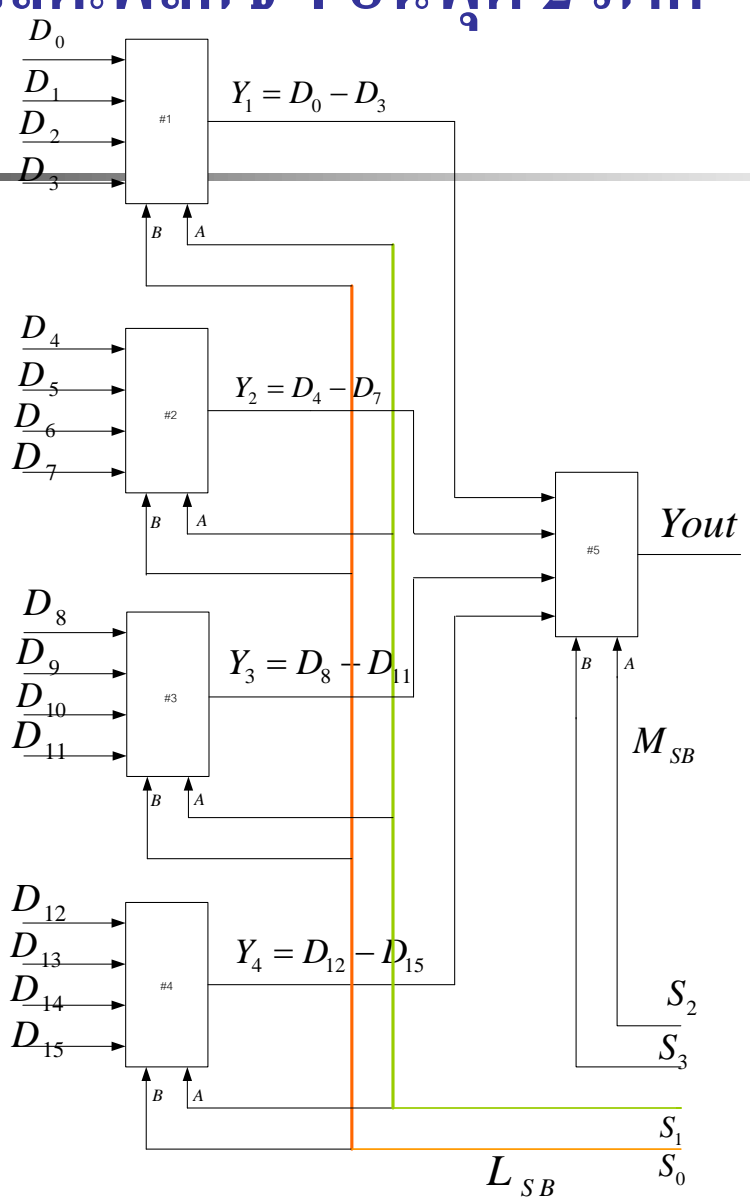 D₀
D₁
D₂
D₃
#1
B A
Y₁ = D₀ − D₃
D₄
D₅
D₆
D₇
#2
B A
Y₂ = D₄ − D₇
D₈
D₉
D₁₀
D₁₁
#3
B A
Y₃ = D₈ − D₁₁
D₁₂
D₁₃
D₁₄
D₁₅
#4
B A
Y₄ = D₁₂ − D₁₅
#5
B A
Yout
M_SB
S₂
S₃
S₁
S₀
L_SB